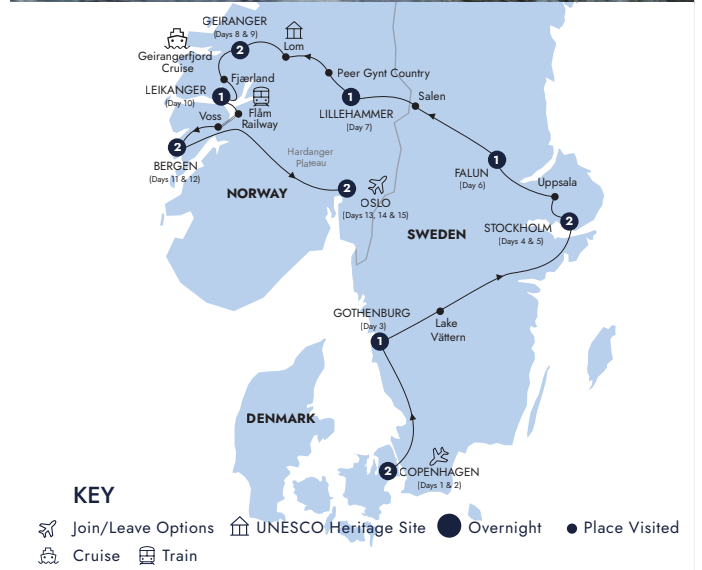 GEIRANGER
(Days 8 & 9)
2
Lom
Geirangerfjord
Cruise
Peer Gynt Country
Fjærland
LEIKANGER
(Day 10)
1
Flåm
Railway
Voss
1
LILLEHAMMER
(Day 7)
Salen
2
BERGEN
(Days 11 & 12)
Hardanger
Plateau
1
FALUN
(Day 6)
Uppsala
NORWAY
2
OSLO
(Days 13, 14 & 15)
2
STOCKHOLM
(Days 4 & 5)
SWEDEN
GOTHENBURG
(Day 3)
1
Lake
Vättern
DENMARK
2
COPENHAGEN
(Days 1 & 2)
KEY
Join/Leave Options
UNESCO Heritage Site
Overnight
Place Visited
Cruise
Train